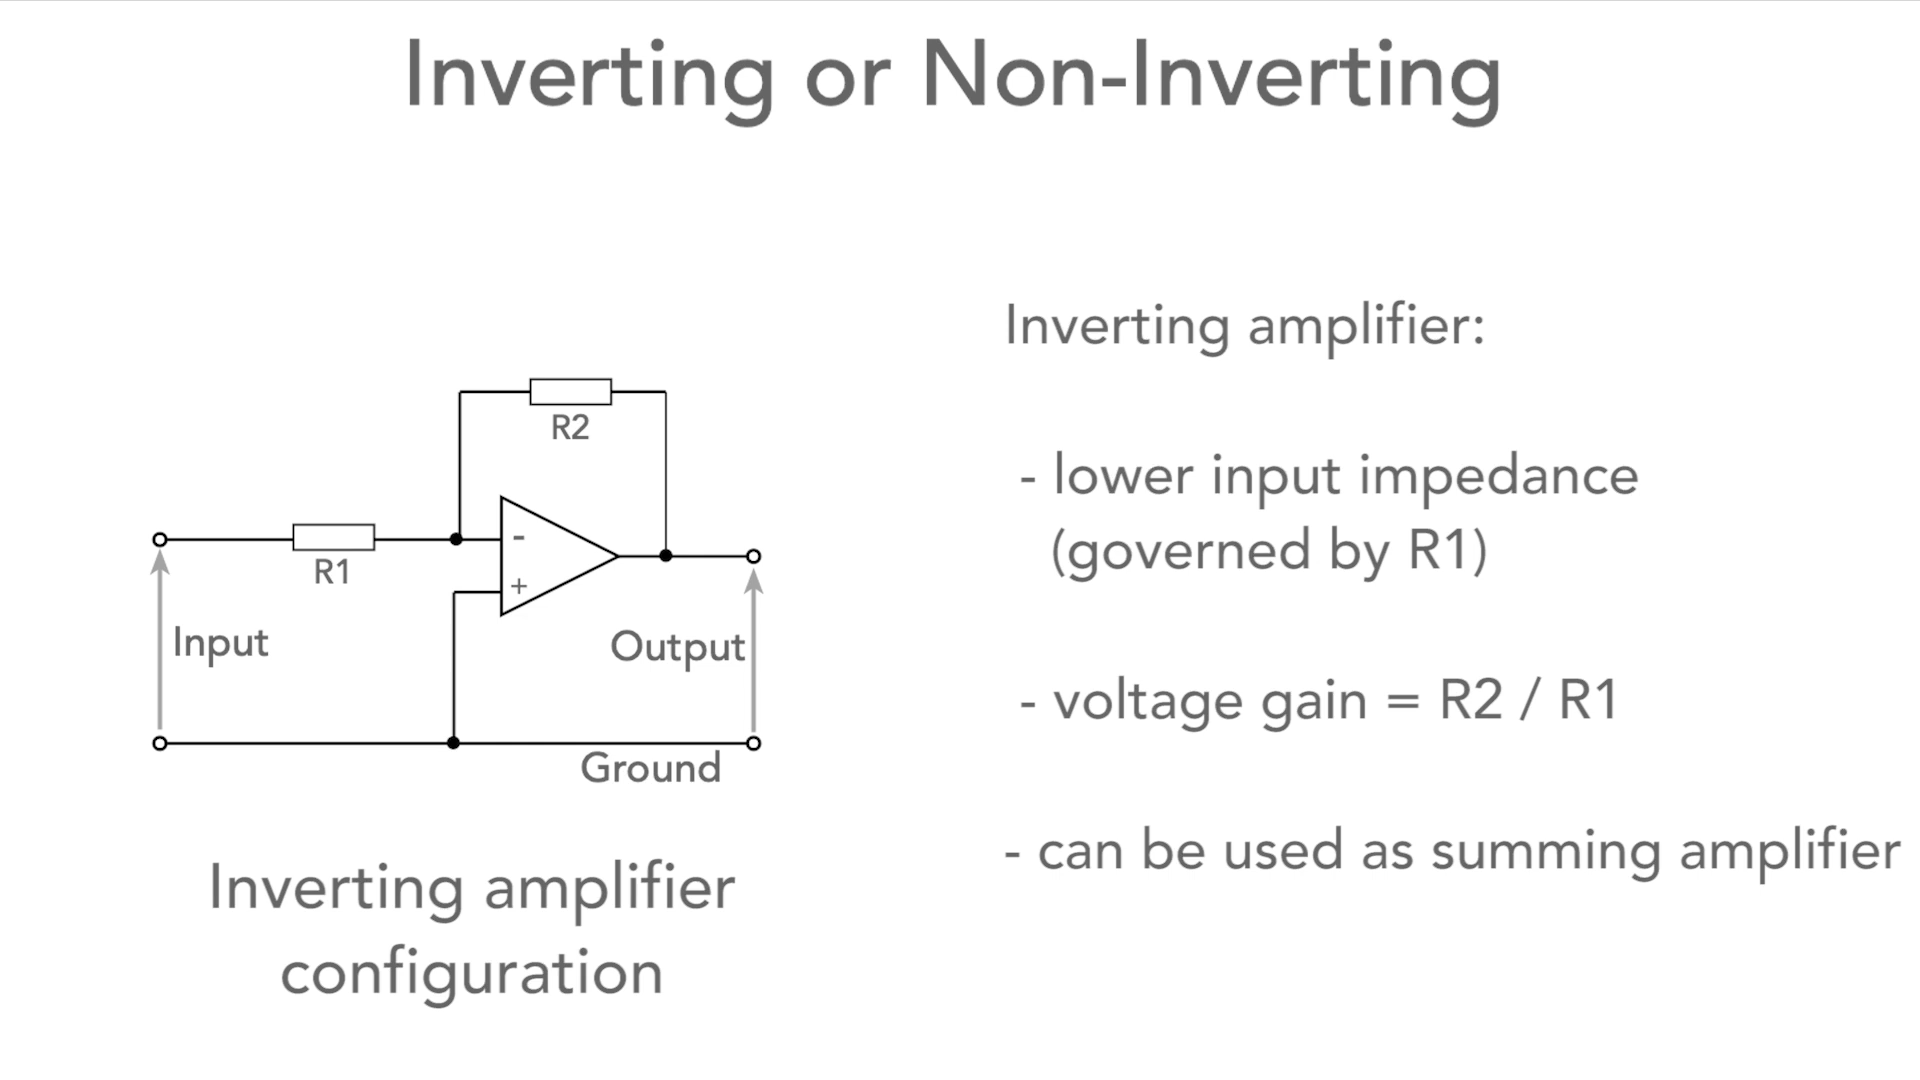 Inverting or Non-Inverting
R2
R1
-
+
Input
Output
Ground
Inverting amplifier
configuration
Inverting amplifier:
- lower input impedance
(governed by R1)
- voltage gain = R2 / R1
- can be used as summing amplifier